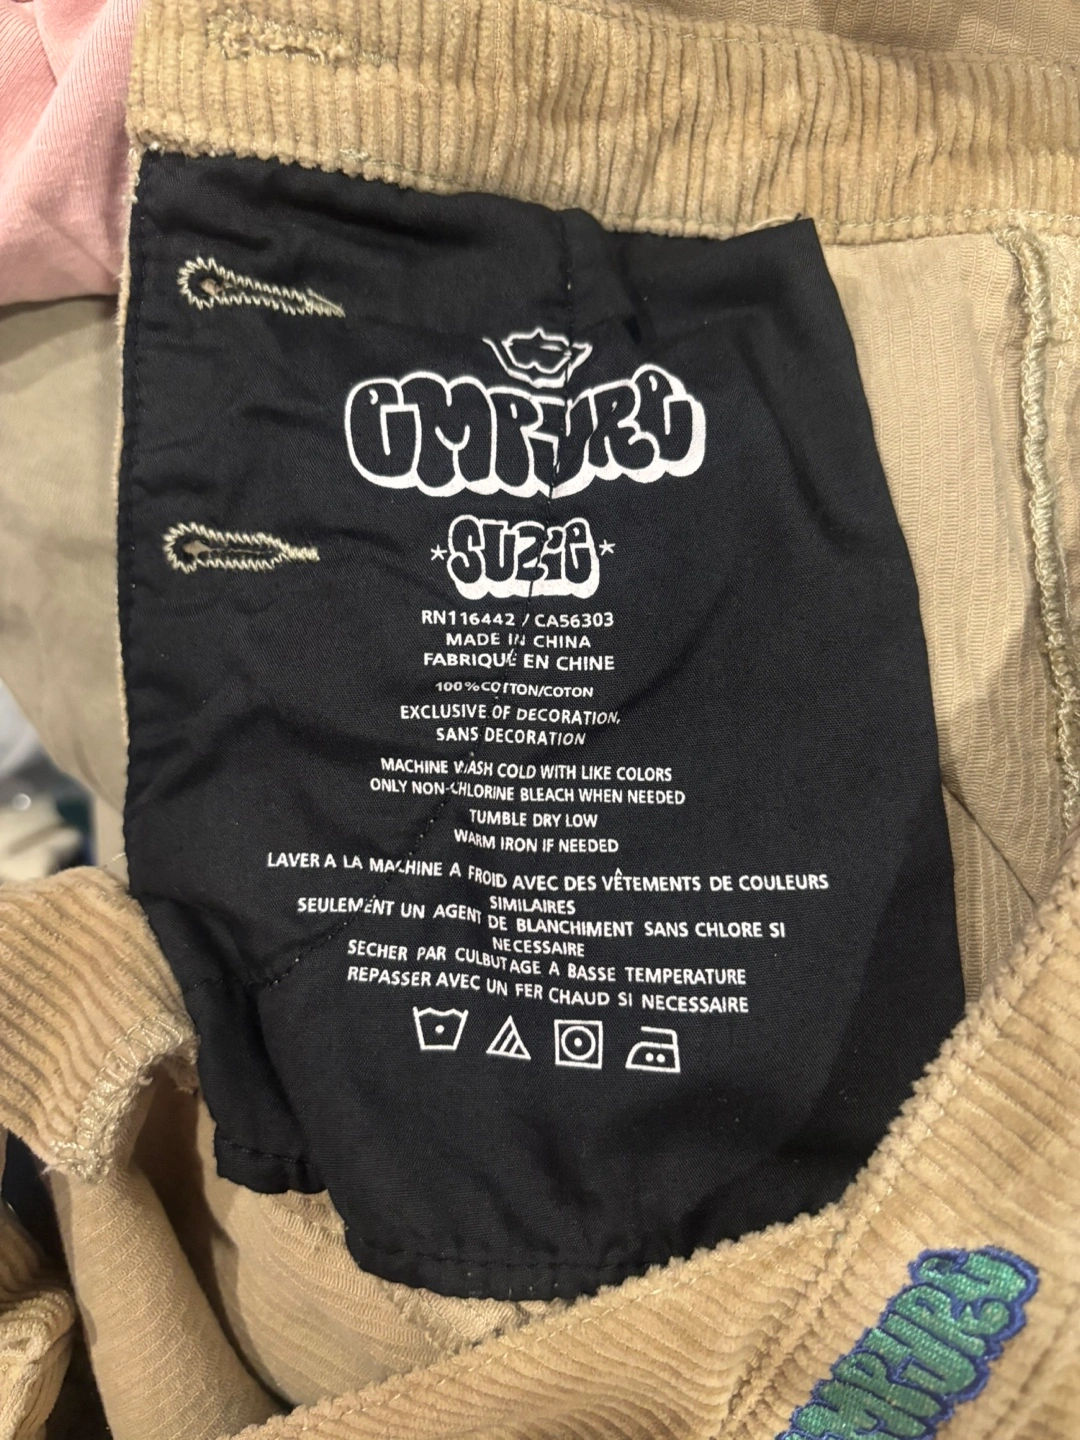 EMPYRE
*SUZIE*
RN116442 / CA56303
MADE IN CHINA
FABRIQUÉ EN CHINE
100%COTTON/COTON
EXCLUSIVE OF DECORATION,
SANS DECORATION
MACHINE WASH COLD WITH LIKE COLORS
ONLY NON-CHLORINE BLEACH WHEN NEEDED
TUMBLE DRY LOW
WARM IRON IF NEEDED
LAVER A LA MACHINE A FROID AVEC DES VÊTEMENTS DE COULEURS
SIMILAIRES
SEULEMENT UN AGENT DE BLANCHIMENT SANS CHLORE SI
NECESSAIRE
SECHER PAR CULBUTAGE A BASSE TEMPERATURE
REPASSER AVEC UN FER CHAUD SI NECESSAIRE